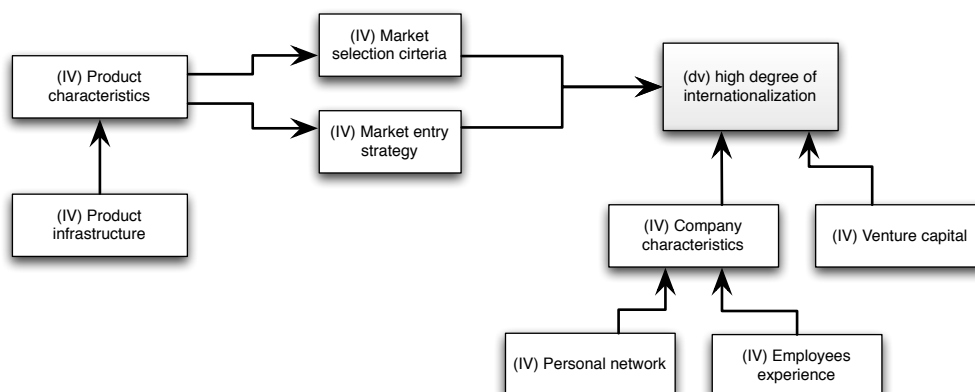 (IV) Product
characteristics
(IV) Market
selection cirteria
(dv) high degree of
internationalization
(IV) Market entry
strategy
(IV) Product
infrastructure
(IV) Company
characteristics
(IV) Venture capital
(IV) Personal network
(IV) Employees
experience